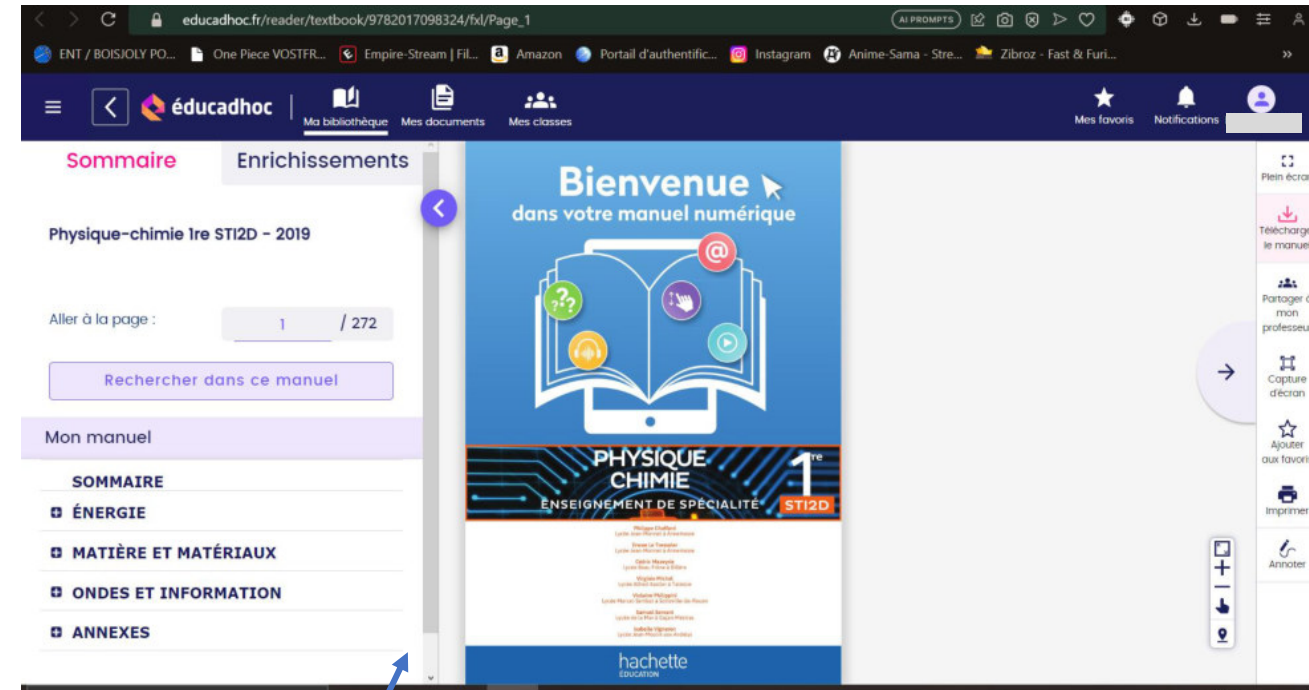 educadhoc.fr/reader/textbook/9782017098324/fxl/Page_1
AI PROMPTS
ENT / BOISJOLY PO...
One Piece VOSTFR...
Empire-Stream | Fil...
Amazon
Portail d'authentific...
Instagram
Anime-Sama - Stre...
Zibroz - Fast & Furi...
»
éducadhoc
Ma bibliothèque
Mes documents
Mes classes
Mes favoris
Notifications
Sommaire
Enrichissements
Physique-chimie 1re STI2D - 2019
Aller à la page :
1 / 272
Rechercher dans ce manuel
Mon manuel
SOMMAIRE
ÉNERGIE
MATIÈRE ET MATÉRIAUX
ONDES ET INFORMATION
ANNEXES
Bienvenue
dans votre manuel numérique
@
???
PHYSIQUE
CHIMIE
1re
ENSEIGNEMENT DE SPÉCIALITÉ
STI2D
hachette
ÉDUCATION
Plein écran
Télécharge
le manuel
Partager à
mon
professeu
Capture
d'écran
Ajouter
aux favoris
Imprimer
Annoter